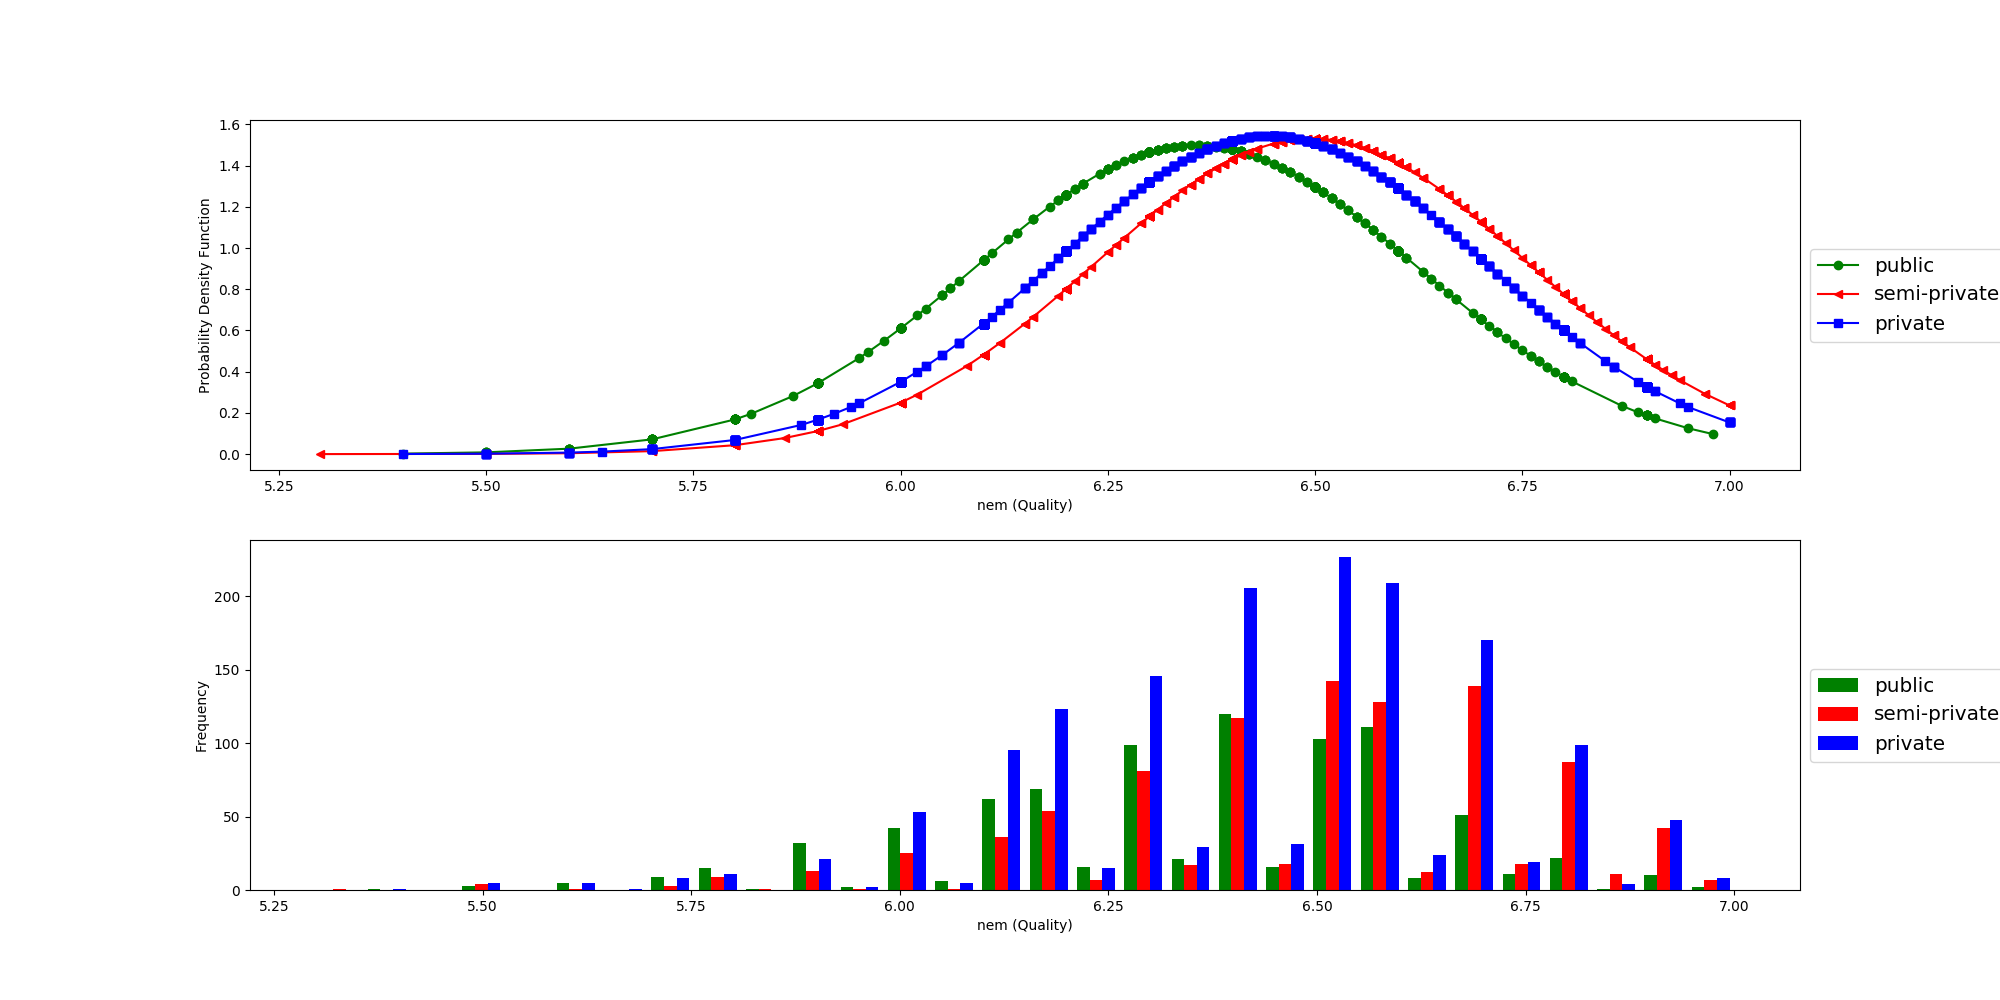 1.6
1.4
1.2
1.0
0.8
0.6
0.4
0.2
0.0
Probability Density Function
5.25 5.50 5.75 6.00 6.25 6.50 6.75 7.00
nem (Quality)
public
semi-private
private
200
150
100
50
0
Frequency
5.25 5.50 5.75 6.00 6.25 6.50 6.75 7.00
nem (Quality)
public
semi-private
private